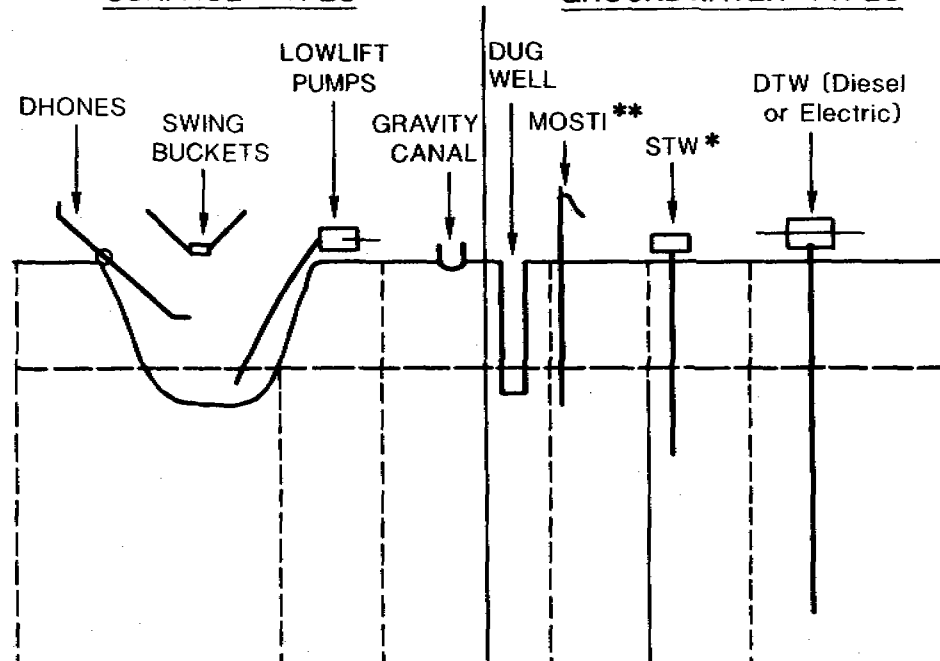 DHONES
SWING
BUCKETS
LOWLIFT
PUMPS
GRAVITY
CANAL
DUG
WELL
MOSTI **
STW *
DTW (Diesel
or Electric)